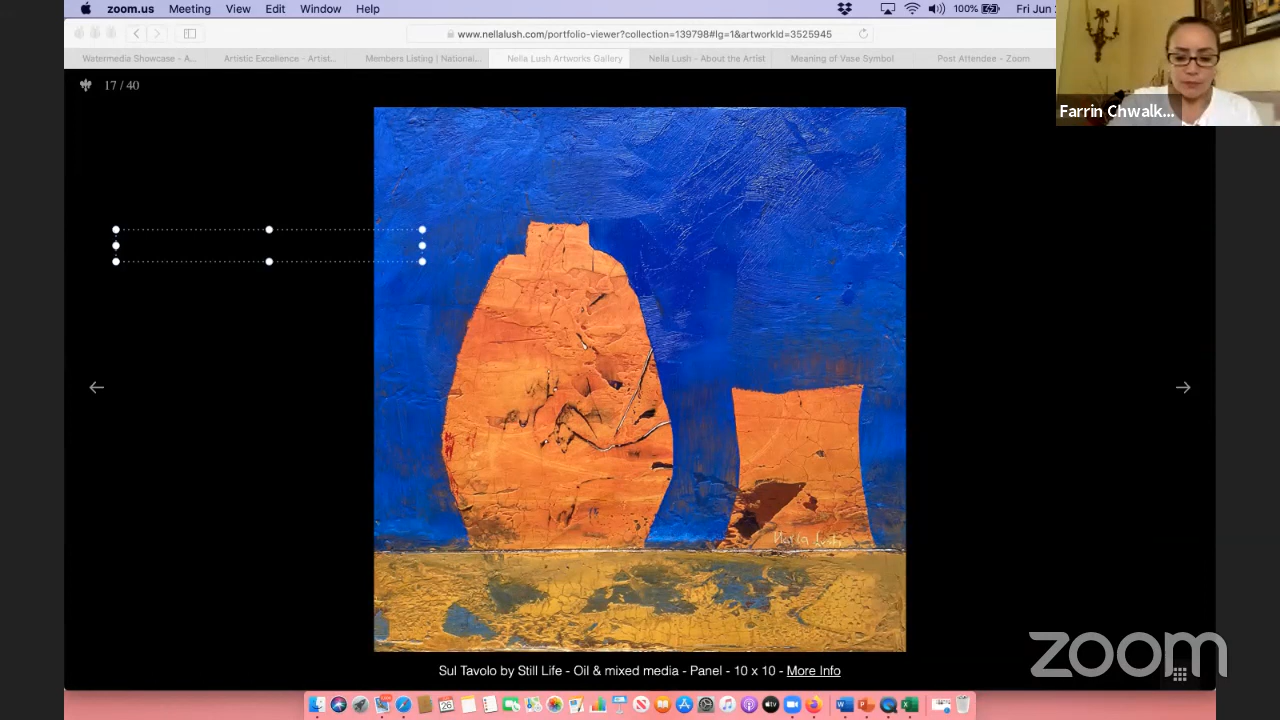 zoom.us Meeting View Edit Window Help 100% Fri Jun
www.nellalush.com/portfolio-viewer?collection=139798#lg=1&artworkId=3525945
Watermedia Showcase - A... Artistic Excellence - Artist... Members Listing | National... Nella Lush Artworks Gallery Nella Lush - About the Artist Meaning of Vase Symbol Post Attendee - Zoom
17 / 40
Farrin Chwalk...
Sul Tavolo by Still Life - Oil & mixed media - Panel - 10 x 10 - More Info
zoom
26